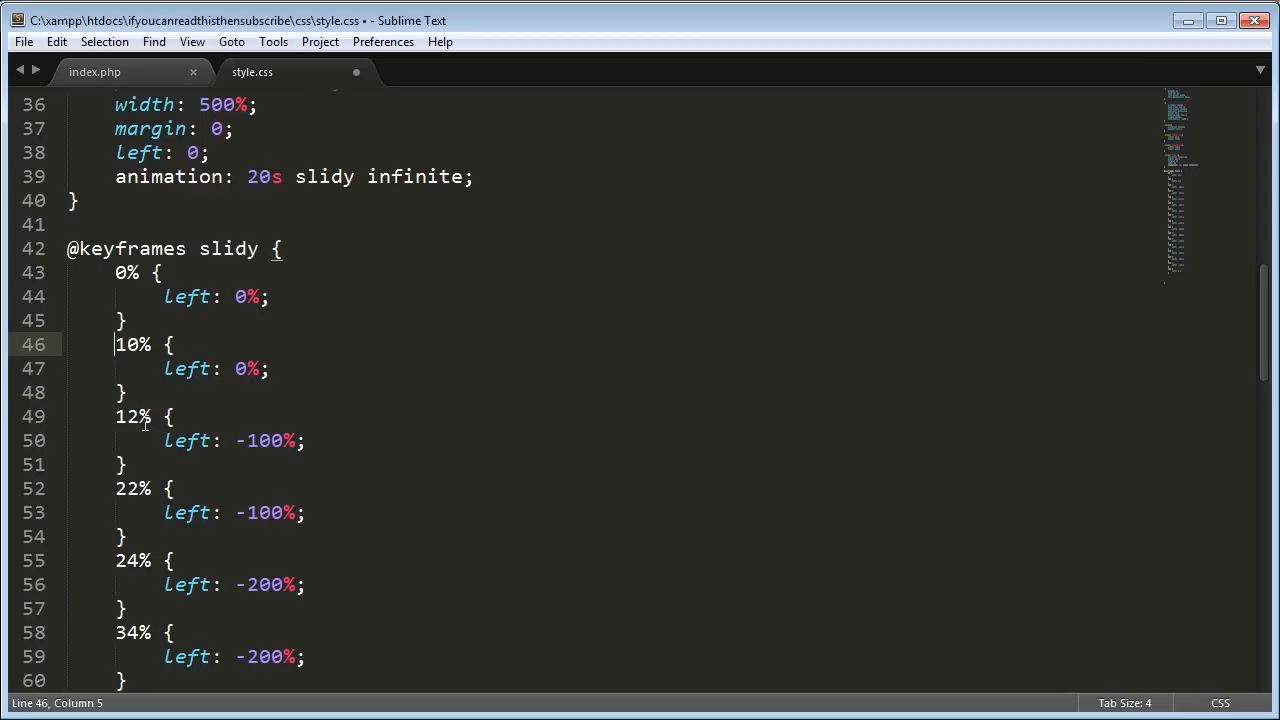 C:\xampp\htdocs\ifyoucanreadthisthensubscribe\css\style.css • - Sublime Text
File Edit Selection Find View Goto Tools Project Preferences Help
index.php × style.css
36 width: 500%;
37 margin: 0;
38 left: 0;
39 animation: 20s slidy infinite;
40 }
41
42 @keyframes slidy {
43 0% {
44 left: 0%;
45 }
46 10% {
47 left: 0%;
48 }
49 12% {
50 left: -100%;
51 }
52 22% {
53 left: -100%;
54 }
55 24% {
56 left: -200%;
57 }
58 34% {
59 left: -200%;
60 }
Line 46, Column 5 Tab Size: 4 CSS